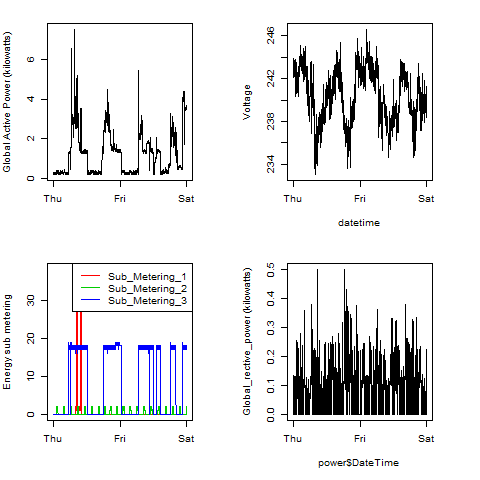 Global Active Power (kilowatts)
0 2 4 6
Thu Fri Sat
Voltage
234 238 242 246
Thu Fri Sat
datetime
Energy sub metering
0 10 20 30
Sub_Metering_1
Sub_Metering_2
Sub_Metering_3
Thu Fri Sat
Global_rective_power (kilowatts)
0.0 0.1 0.2 0.3 0.4 0.5
Thu Fri Sat
power$DateTime